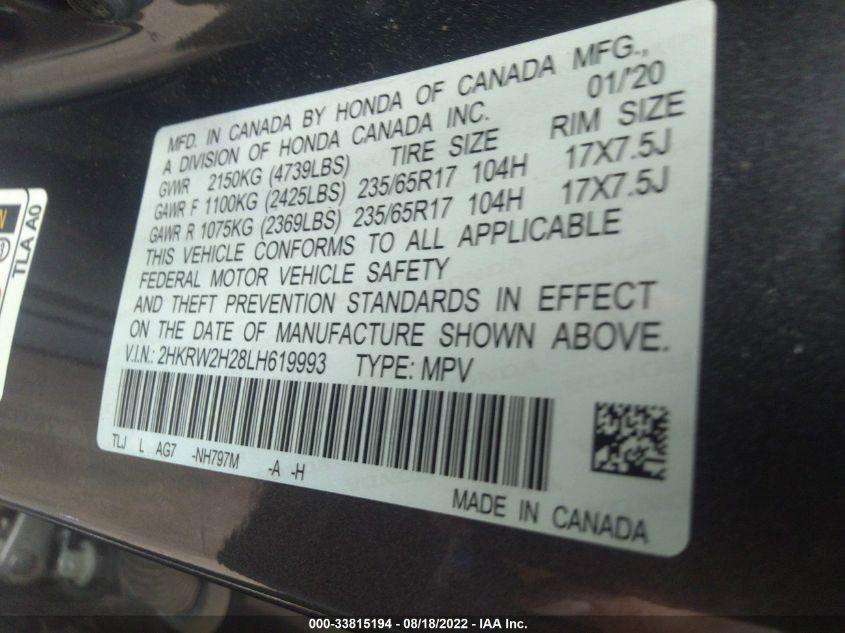 MFD. IN CANADA BY HONDA OF CANADA MFG.,
A DIVISION OF HONDA CANADA INC. 01/'20
GVWR 2150KG (4739LBS) TIRE SIZE RIM SIZE
GAWR F 1100KG (2425LBS) 235/65R17 104H 17X7.5J
GAWR R 1075KG (2369LBS) 235/65R17 104H 17X7.5J
THIS VEHICLE CONFORMS TO ALL APPLICABLE
FEDERAL MOTOR VEHICLE SAFETY
AND THEFT PREVENTION STANDARDS IN EFFECT
ON THE DATE OF MANUFACTURE SHOWN ABOVE.
V.I.N.: 2HKRW2H28LH619993 TYPE: MPV
TLJ L AG7 -NH797M -A -H
MADE IN CANADA
TLA A0
000-33815194 - 08/18/2022 - IAA Inc.